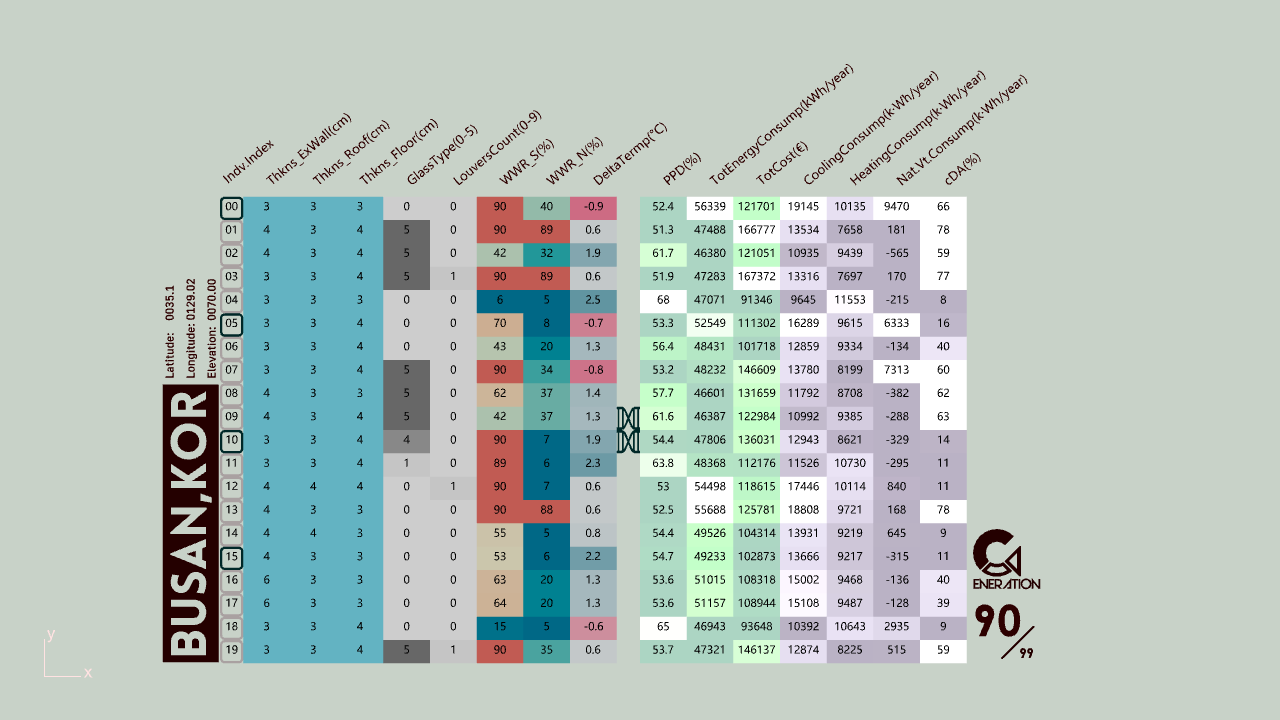 Indv.Index Thkns_ExWall(cm) Thkns_Roof(cm) Thkns_Floor(cm) GlassType(0-5) LouversCount(0-9) WWR_S(%) WWR_N(%) DeltaTermp(°C) PPD(%) TotEnergyConsump(kWh/year) TotCost(€) CoolingConsump(k·Wh/year) HeatingConsump(k·Wh/year) Nat.Vt.Consump(k·Wh/year) cDA(%)
00 3 3 3 0 0 90 40 -0.9 52.4 56339 121701 19145 10135 9470 66
01 4 3 4 5 0 90 89 0.6 51.3 47488 166777 13534 7658 181 78
02 4 3 4 5 0 42 32 1.9 61.7 46380 121051 10935 9439 -565 59
03 3 3 4 5 1 90 89 0.6 51.9 47283 167372 13316 7697 170 77
04 3 3 3 0 0 6 5 2.5 68 47071 91346 9645 11553 -215 8
05 3 3 4 0 0 70 8 -0.7 53.3 52549 111302 16289 9615 6333 16
06 3 3 4 0 0 43 20 1.3 56.4 48431 101718 12859 9334 -134 40
07 3 3 4 5 0 90 34 -0.8 53.2 48232 146609 13780 8199 7313 60
08 4 3 3 5 0 62 37 1.4 57.7 46601 131659 11792 8708 -382 62
09 4 3 4 5 0 42 37 1.3 61.6 46387 122984 10992 9385 -288 63
10 3 3 4 4 0 90 7 1.9 54.4 47806 136031 12943 8621 -329 14
11 3 3 4 1 0 89 6 2.3 63.8 48368 112176 11526 10730 -295 11
12 4 4 4 0 1 90 7 0.6 53 54498 118615 17446 10114 840 11
13 4 3 4 0 0 90 88 0.6 52.5 55688 125781 18808 9721 168 78
14 4 4 3 0 0 55 5 0.8 54.4 49526 104314 13931 9219 645 9
15 4 3 3 0 0 53 6 2.2 54.7 49233 102873 13666 9217 -315 11
16 6 3 3 0 0 63 20 1.3 53.6 51015 108318 15002 9468 -136 40
17 6 3 3 0 0 64 20 1.3 53.6 51157 108944 15108 9487 -128 39
18 3 3 4 0 0 15 5 -0.6 65 46943 93648 10392 10643 2935 9
19 3 3 4 5 1 90 35 0.6 53.7 47321 146137 12874 8225 515 59
Latitude: 0035.1
Longitude: 0129.02
Elevation: 0070.00
BUSAN,KOR
ENERATION
90/99
y
x